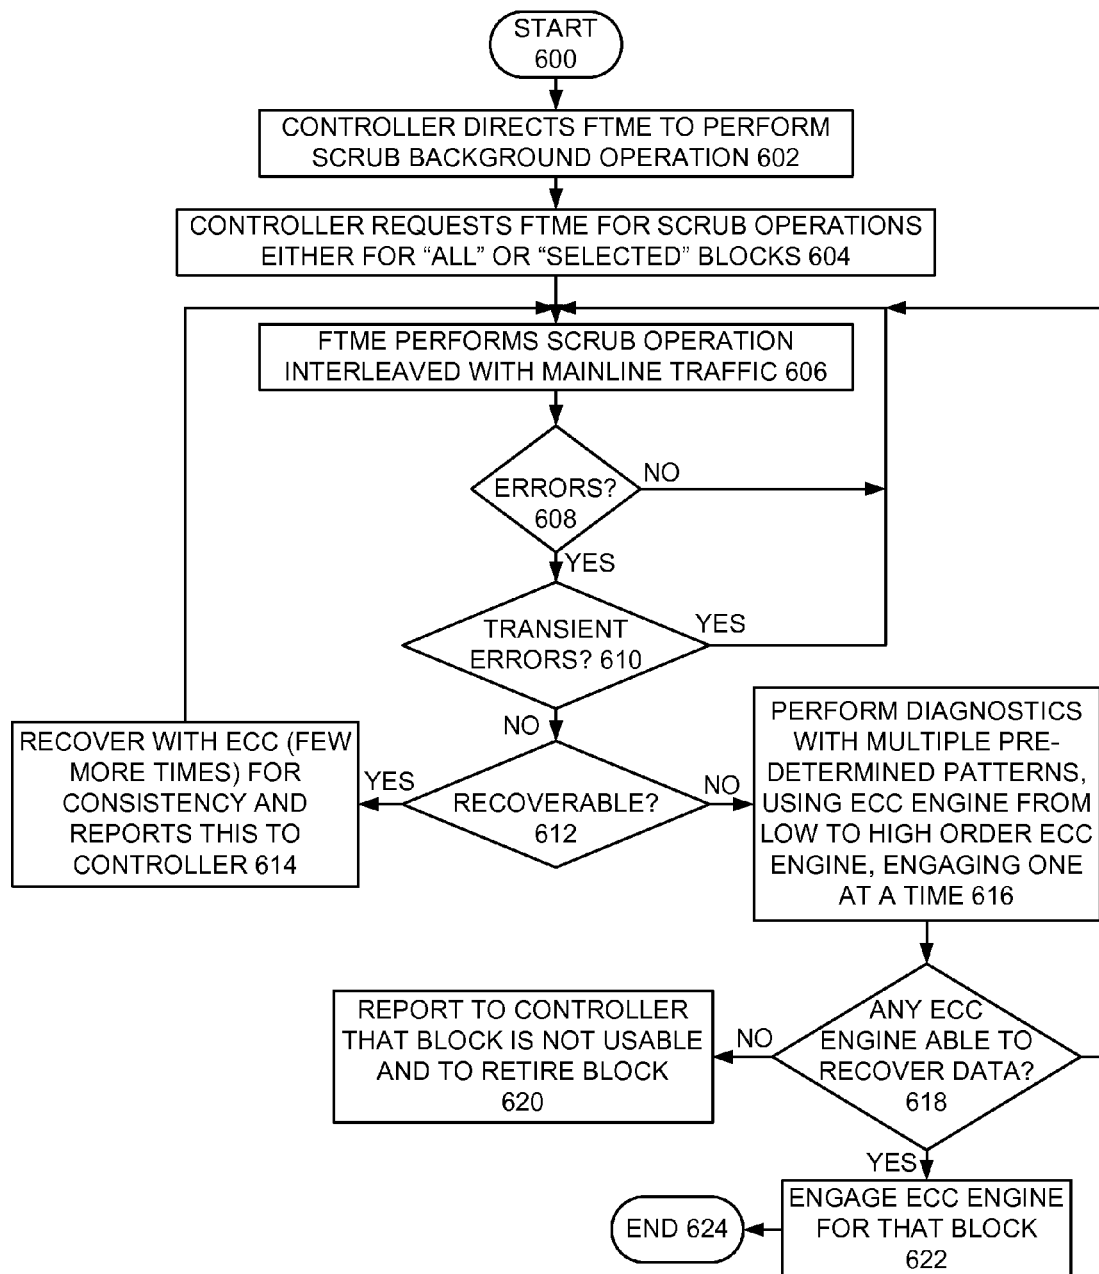 START
600
CONTROLLER DIRECTS FTME TO PERFORM
SCRUB BACKGROUND OPERATION 602
CONTROLLER REQUESTS FTME FOR SCRUB OPERATIONS
EITHER FOR “ALL” OR “SELECTED” BLOCKS 604
FTME PERFORMS SCRUB OPERATION
INTERLEAVED WITH MAINLINE TRAFFIC 606
ERRORS?
608
NO
YES
TRANSIENT
ERRORS? 610
YES
NO
RECOVERABLE?
612
YES
NO
RECOVER WITH ECC (FEW
MORE TIMES) FOR
CONSISTENCY AND
REPORTS THIS TO
CONTROLLER 614
PERFORM DIAGNOSTICS
WITH MULTIPLE PRE-
DETERMINED PATTERNS,
USING ECC ENGINE FROM
LOW TO HIGH ORDER ECC
ENGINE, ENGAGING ONE
AT A TIME 616
ANY ECC
ENGINE ABLE TO
RECOVER DATA?
618
NO
REPORT TO CONTROLLER
THAT BLOCK IS NOT USABLE
AND TO RETIRE BLOCK
620
YES
ENGAGE ECC ENGINE
FOR THAT BLOCK
622
END 624